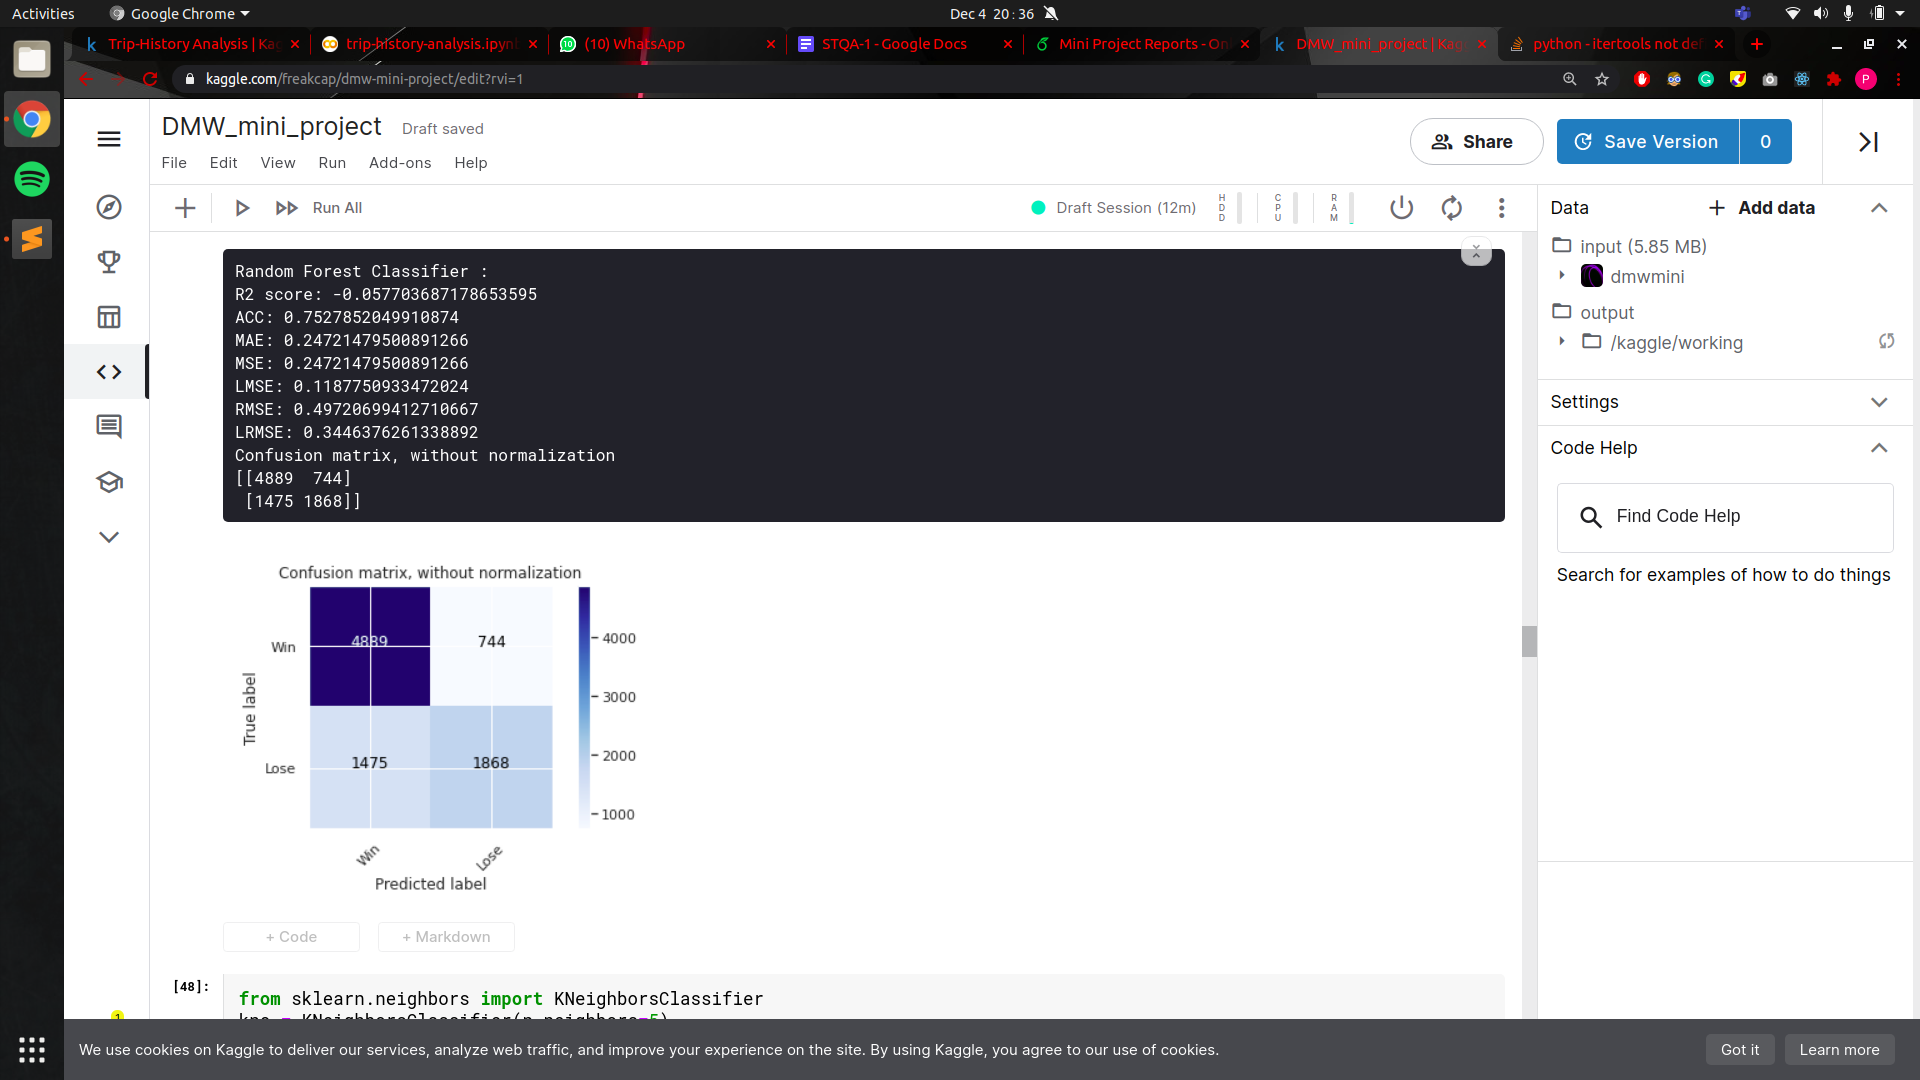 Activities
Google Chrome
Dec 4 20:36
Trip-History Analysis | Kag
trip-history-analysis.ipynb
(10) WhatsApp
STQA-1 - Google Docs
Mini Project Reports - Onl
DMW_mini_project | Kagg
python - itertools not def
kaggle.com/freakcap/dmw-mini-project/edit?rvi=1
P
DMW_mini_project
Draft saved
Share
Save Version
0
File Edit View Run Add-ons Help
Run All
Draft Session (12m)
HDD
CPU
RAM
Data
Add data
input (5.85 MB)
dmwmini
output
/kaggle/working
Settings
Code Help
Find Code Help
Search for examples of how to do things
Random Forest Classifier :
R2 score: -0.057703687178653595
ACC: 0.7527852049910874
MAE: 0.24721479500891266
MSE: 0.24721479500891266
LMSE: 0.1187750933472024
RMSE: 0.49720699412710667
LRMSE: 0.3446376261338892
Confusion matrix, without normalization
[[4889 744]
[1475 1868]]
Confusion matrix, without normalization
True label
Win
Lose
4889
744
1475
1868
4000
3000
2000
1000
Win
Lose
Predicted label
+ Code
+ Markdown
[48]:
from sklearn.neighbors import KNeighborsClassifier
1
We use cookies on Kaggle to deliver our services, analyze web traffic, and improve your experience on the site. By using Kaggle, you agree to our use of cookies.
Got it
Learn more